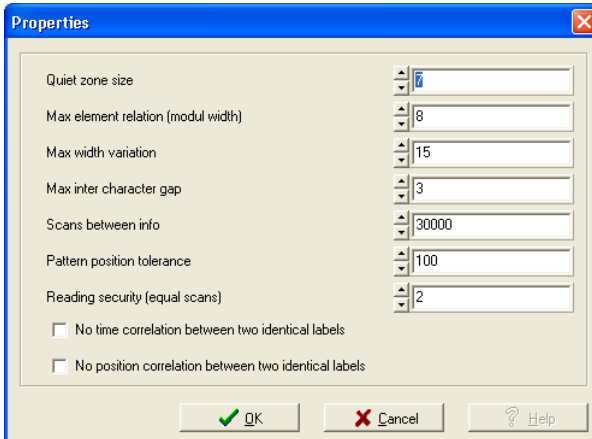 Properties
Quiet zone size 7
Max element relation (modul width) 8
Max width variation 15
Max inter character gap 3
Scans between info 30000
Pattern position tolerance 100
Reading security (equal scans) 2
No time correlation between two identical labels
No position correlation between two identical labels
OK Cancel Help